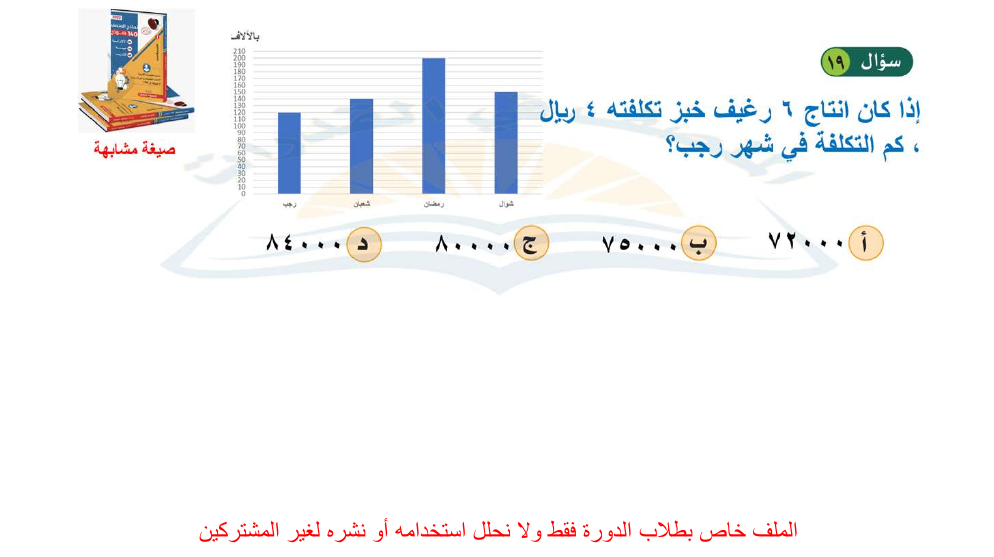 سؤال ١٩
إذا كان انتاج ٦ رغيف خبز تكلفته ٤ ريال
، كم التكلفة في شهر رجب؟
بالآلاف
210
200
190
180
170
160
150
140
130
120
110
100
90
80
70
60
50
40
30
20
10
0
رجب شعبان رمضان شوال
صيغة مشابهة
أ ٧٢٠٠٠ ب ٧٥٠٠٠ ج ٨٠٠٠٠ د ٨٤٠٠٠
الملف خاص بطلاب الدورة فقط ولا نحلل استخدامه أو نشره لغير المشتركين